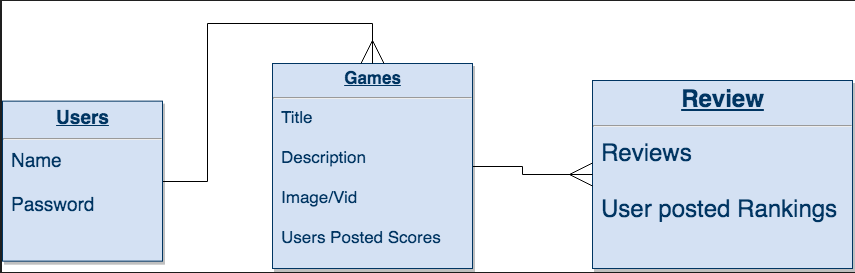 Users
Name
Password
Games
Title
Description
Image/Vid
Users Posted Scores
Review
Reviews
User posted Rankings